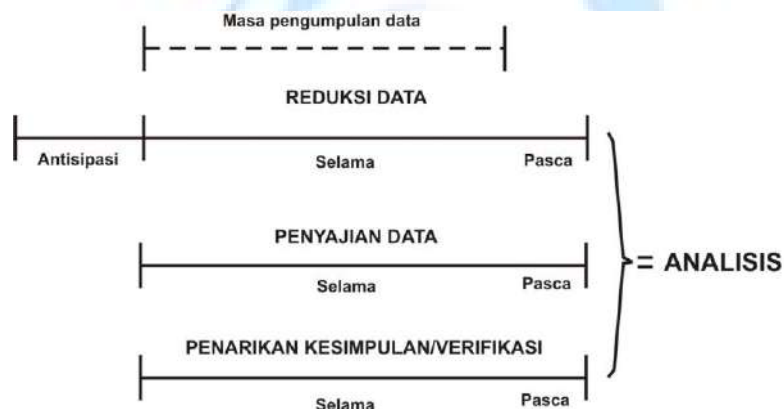 Masa pengumpulan data
REDUKSI DATA
Antisipasi Selama Pasca
PENYAJIAN DATA
= ANALISIS
Selama Pasca
PENARIKAN KESIMPULAN/VERIFIKASI
Selama Pasca